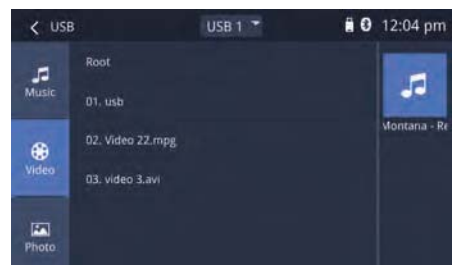 USB
USB 1
12:04 pm
Music
Video
Photo
Root
01. usb
02. Video 22.mpg
03. video 3.avi
Montana - Re